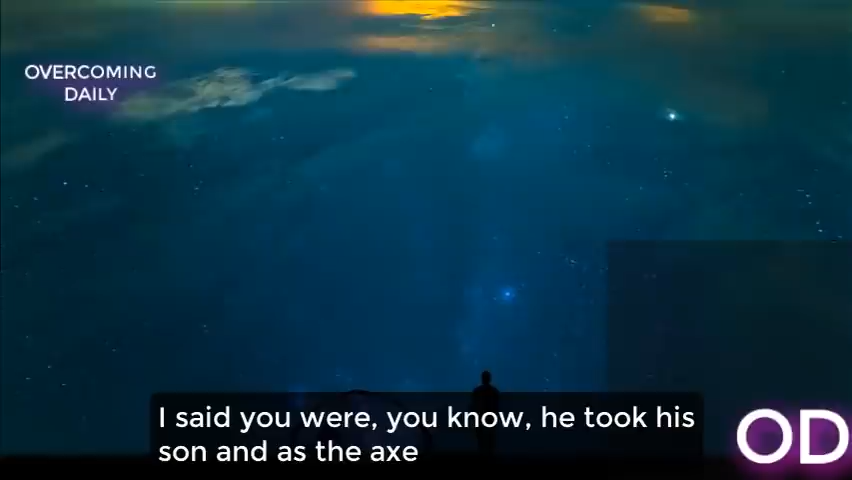 OVERCOMING
DAILY
I said you were, you know, he took his
son and as the axe
OD